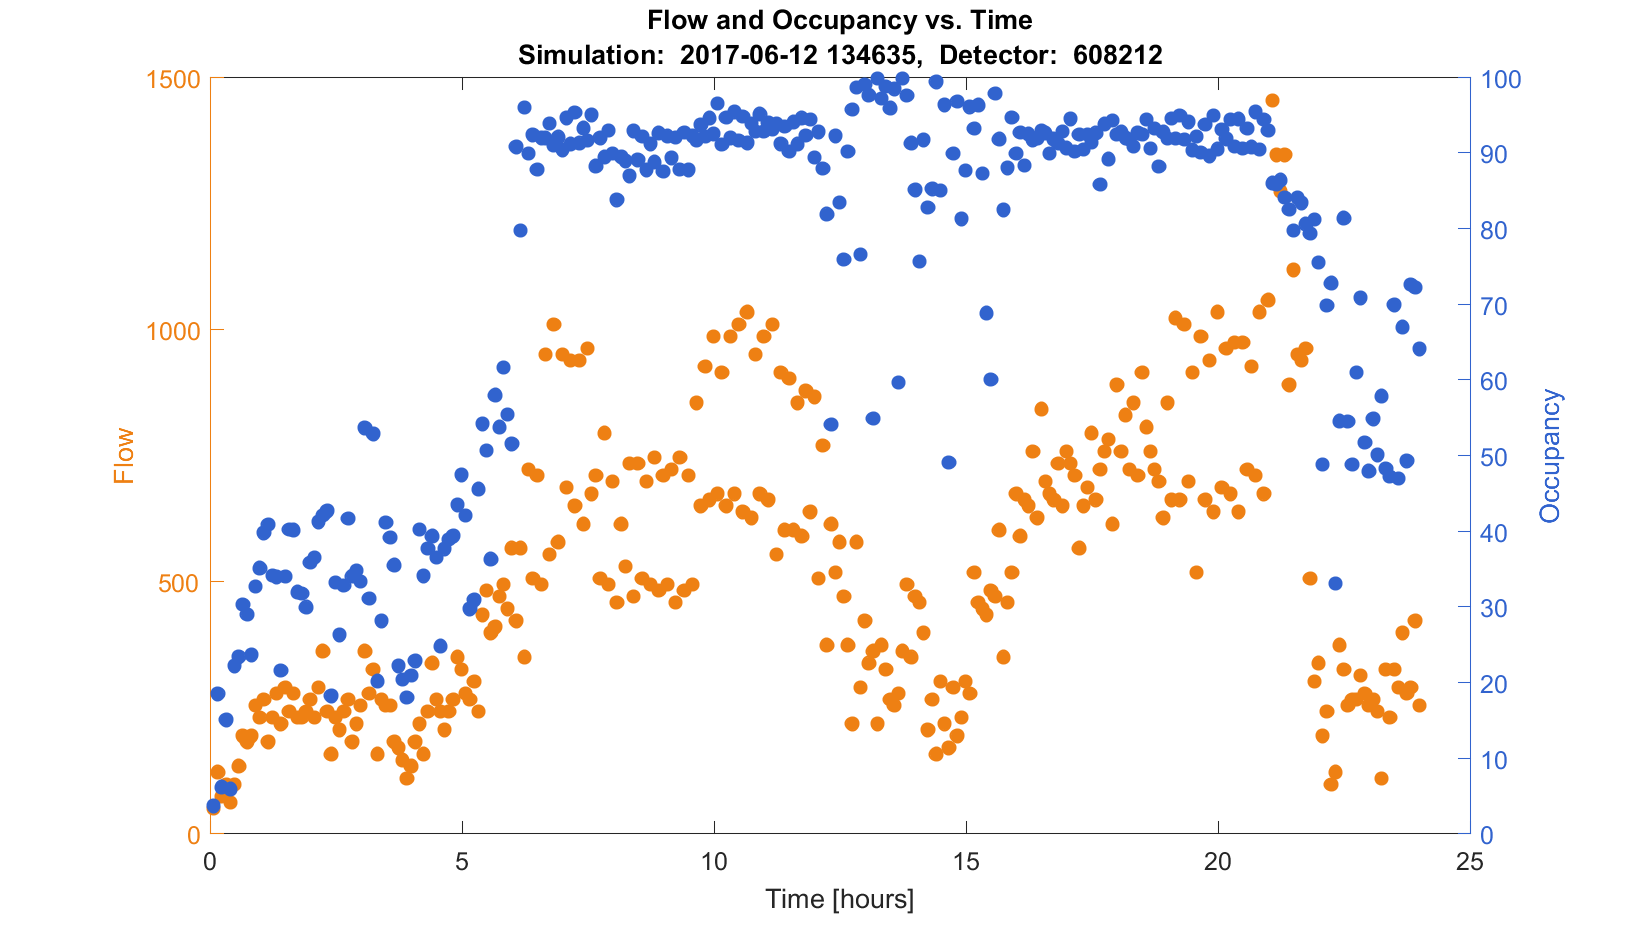 Flow and Occupancy vs. Time
Simulation:  2017-06-12 134635,  Detector:  608212
1500
1000
500
0
Flow
100
90
80
70
60
50
40
30
20
10
0
Occupancy
0 5 10 15 20 25
Time [hours]